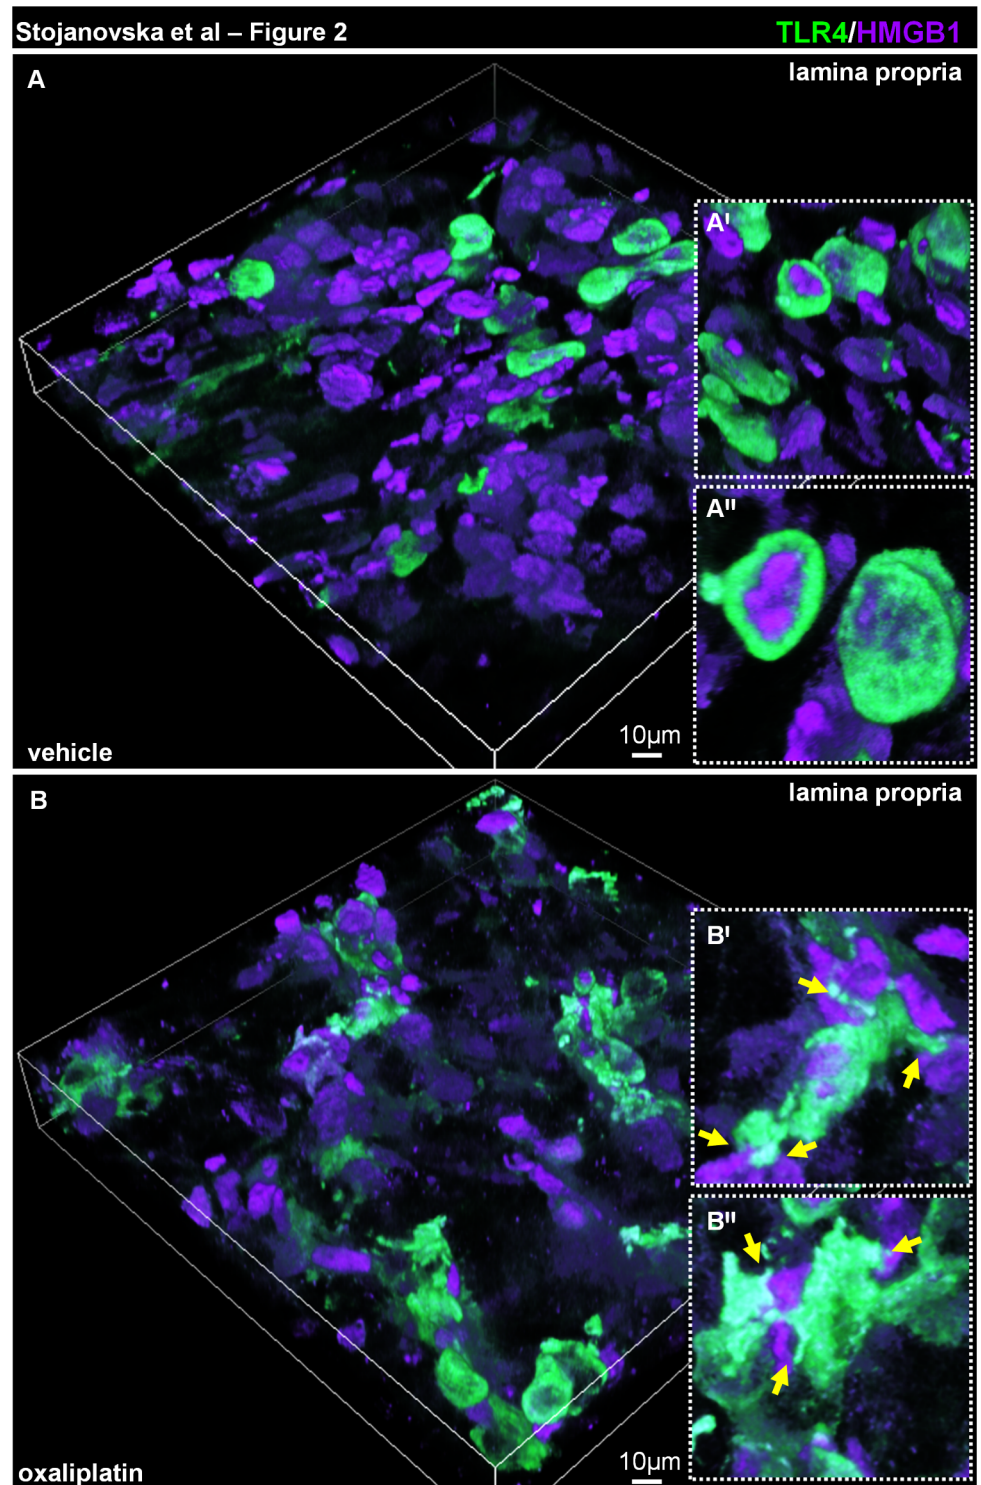 Stojanovska et al – Figure 2
TLR4/HMGB1
A
lamina propria
A'
A"
10µm
vehicle
B
lamina propria
B'
B"
10µm
oxaliplatin